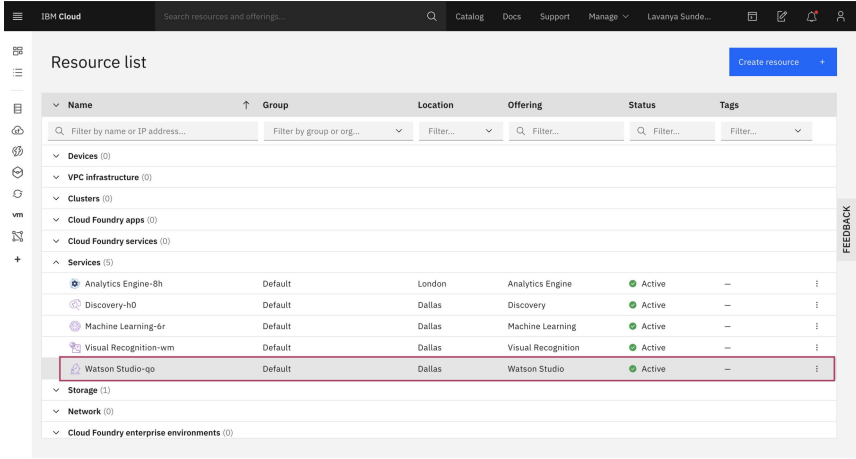 IBM Cloud Search resources and offerings... Catalog Docs Support Manage Lavanya Sunde...
Resource list
Create resource +
Name Group Location Offering Status Tags
Filter by name or IP address... Filter by group or org... Filter... Filter... Filter... Filter...
Devices (0)
VPC infrastructure (0)
Clusters (0)
vm
Cloud Foundry apps (0)
Cloud Foundry services (0)
FEEDBACK
Services (5)
Analytics Engine-8h Default London Analytics Engine Active –
Discovery-h0 Default Dallas Discovery Active –
Machine Learning-6r Default Dallas Machine Learning Active –
Visual Recognition-wm Default Dallas Visual Recognition Active –
Watson Studio-qo Default Dallas Watson Studio Active –
Storage (1)
Network (0)
Cloud Foundry enterprise environments (0)